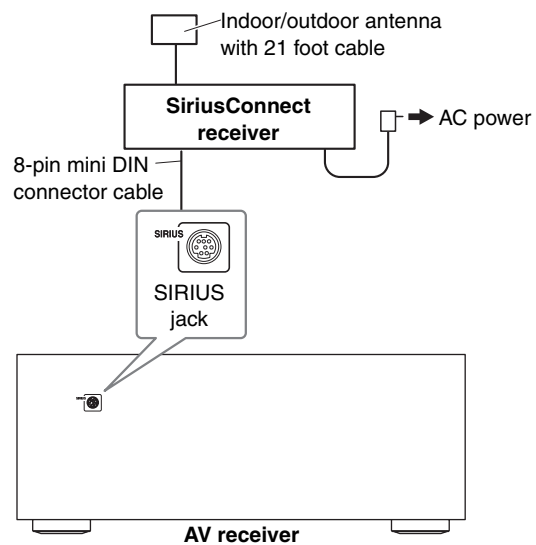 Indoor/outdoor antenna
with 21 foot cable
SiriusConnect
receiver
AC power
8-pin mini DIN
connector cable
SIRIUS
SIRIUS
jack
SIRIUS
AV receiver